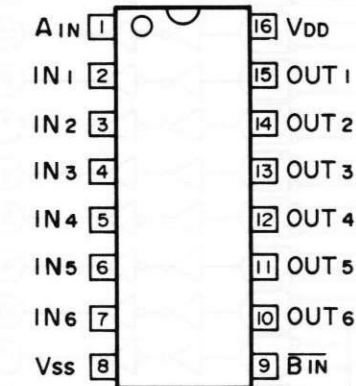 AIN 1 16 VDD
IN1 2 15 OUT1
IN2 3 14 OUT2
IN3 4 13 OUT3
IN4 5 12 OUT4
IN5 6 11 OUT5
IN6 7 10 OUT6
VSS 8 9 B̅I̅N̅